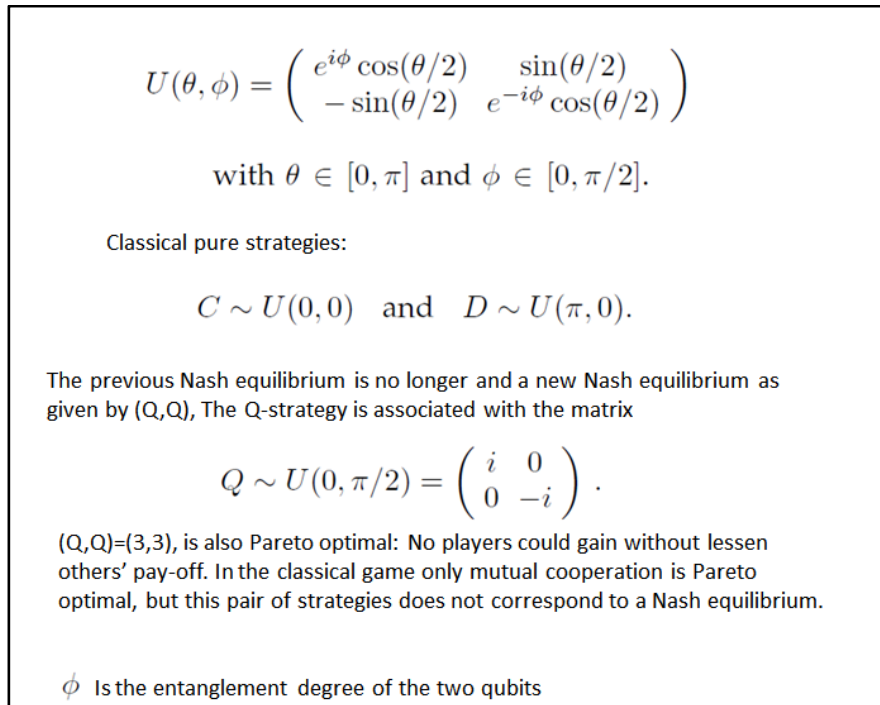 U(θ, ϕ) = ( e^{iϕ} cos(θ/2) sin(θ/2)
− sin(θ/2) e^{−iϕ} cos(θ/2) )
with θ ∈ [0, π] and ϕ ∈ [0, π/2].
Classical pure strategies:
C ∼ U(0, 0) and D ∼ U(π, 0).
The previous Nash equilibrium is no longer and a new Nash equilibrium as
given by (Q,Q), The Q-strategy is associated with the matrix
Q ∼ U(0, π/2) = ( i 0
0 −i ) .
(Q,Q)=(3,3), is also Pareto optimal: No players could gain without lessen
others' pay-off. In the classical game only mutual cooperation is Pareto
optimal, but this pair of strategies does not correspond to a Nash equilibrium.
ϕ Is the entanglement degree of the two qubits